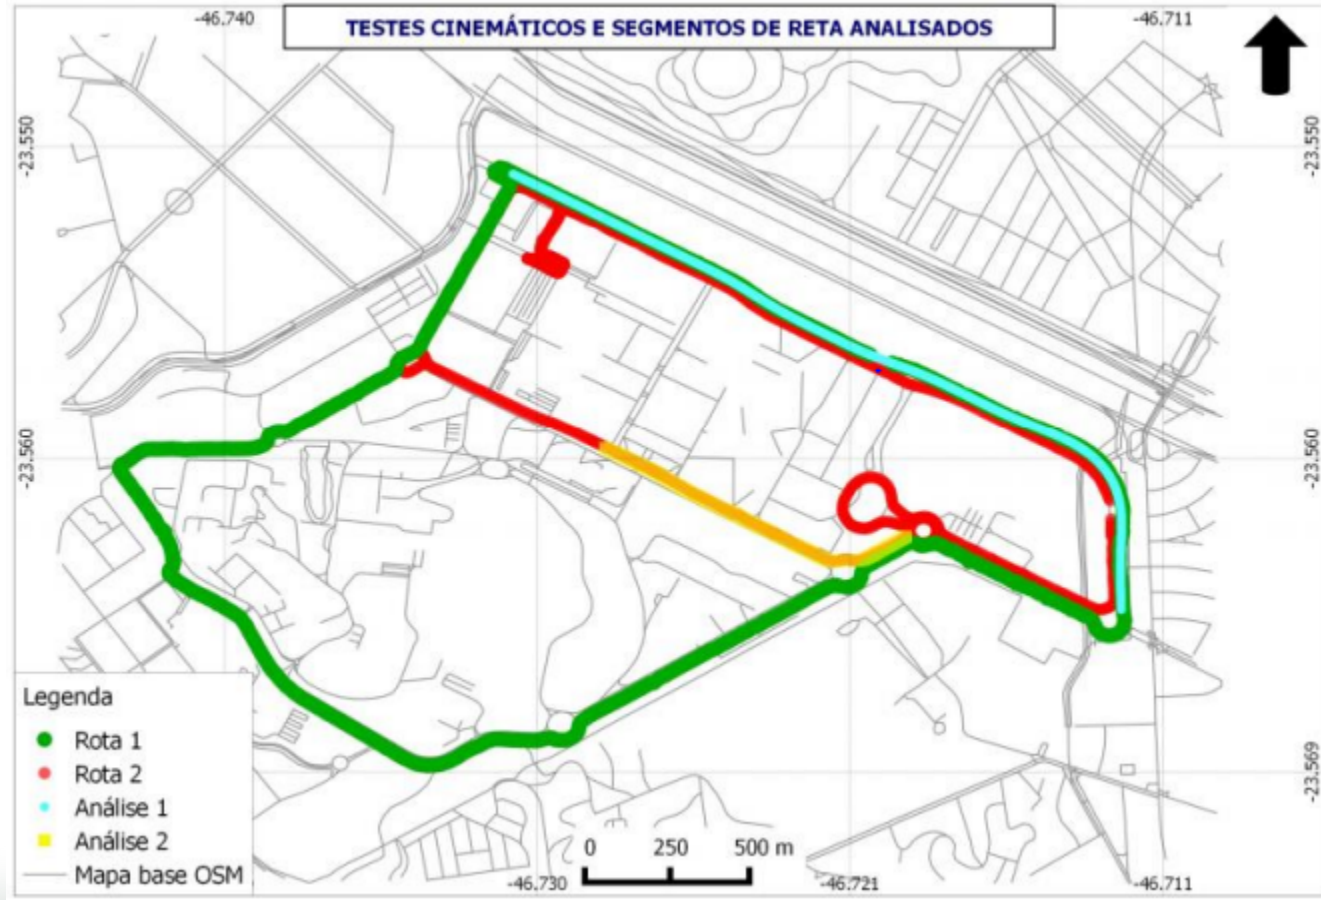 -46.740
TESTES CINEMÁTICOS E SEGMENTOS DE RETA ANALISADOS
-46.711
-23.550
-23.550
-23.560
-23.560
Legenda
Rota 1
Rota 2
Análise 1
Análise 2
Mapa base OSM
0 250 500 m
-23.569
-46.730
-46.721
-46.711